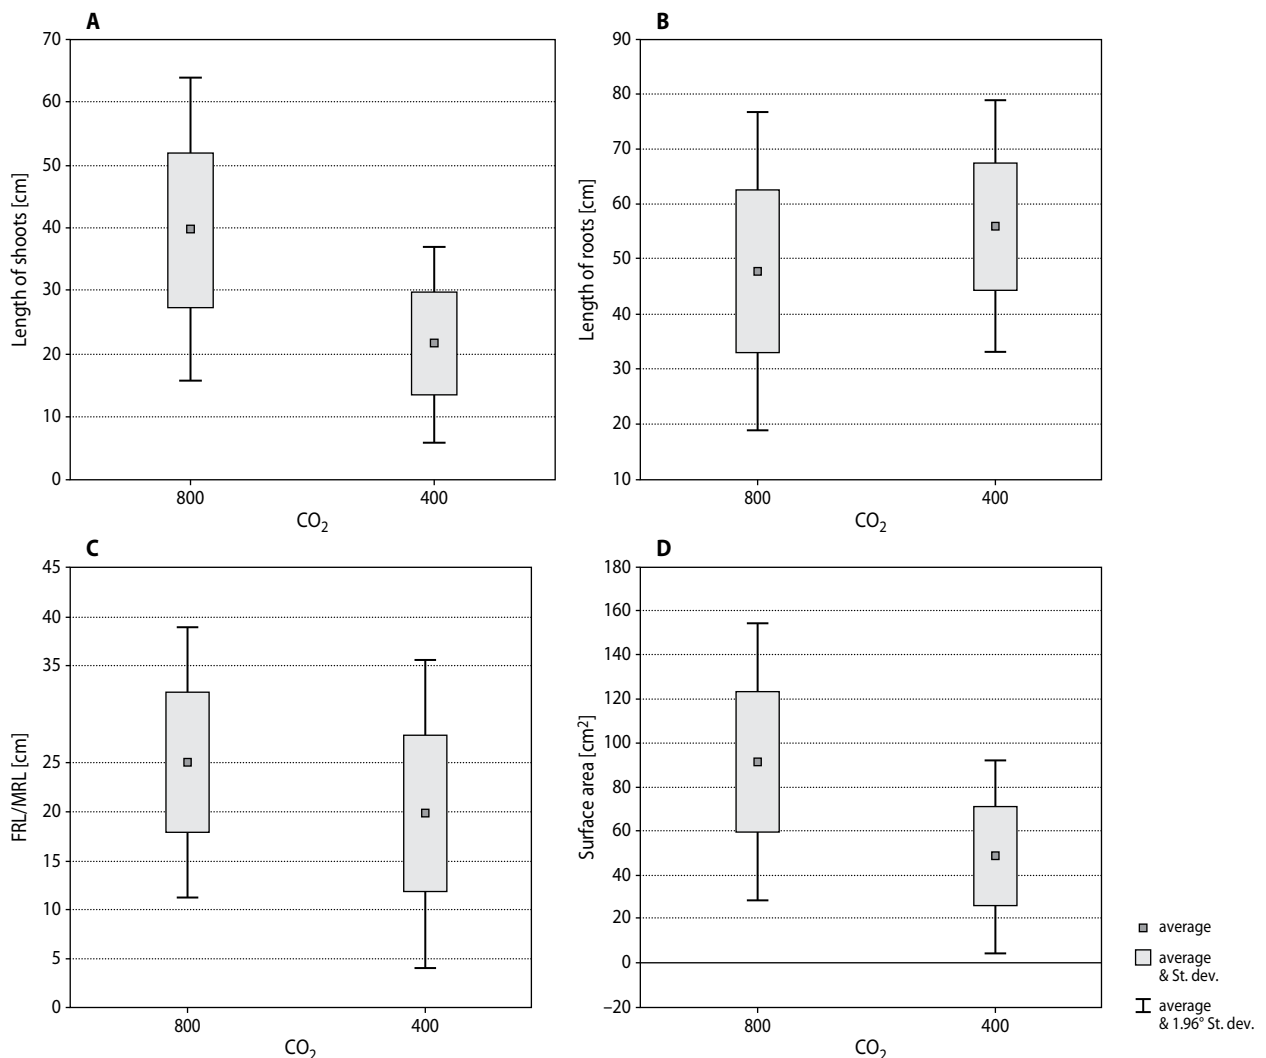 A
70
60
50
40
30
20
10
0
Length of shoots [cm]
800
400
CO2
B
90
80
70
60
50
40
30
20
10
Length of roots [cm]
800
400
CO2
C
45
40
35
25
20
15
10
5
0
FRL/MRL [cm]
800
400
CO2
D
180
160
140
120
100
80
60
40
20
0
–20
Surface area [cm²]
800
400
CO2
average
average
& St. dev.
average
& 1.96° St. dev.